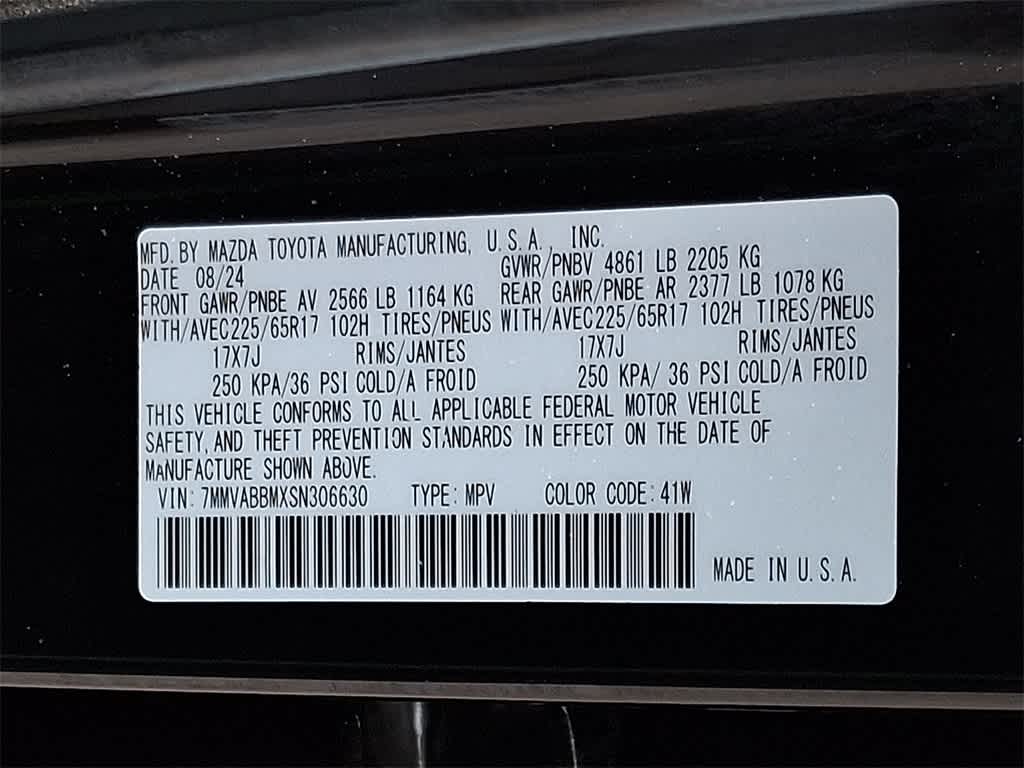 MFD. BY MAZDA TOYOTA MANUFACTURING, U.S.A., INC.
DATE 08/24 GVWR/PNBV 4861 LB 2205 KG
FRONT GAWR/PNBE AV 2566 LB 1164 KG REAR GAWR/PNBE AR 2377 LB 1078 KG
WITH/AVEC225/65R17 102H TIRES/PNEUS WITH/AVEC225/65R17 102H TIRES/PNEUS
17X7J RIMS/JANTES 17X7J RIMS/JANTES
250 KPA/36 PSI COLD/A FROID 250 KPA/ 36 PSI COLD/A FROID
THIS VEHICLE CONFORMS TO ALL APPLICABLE FEDERAL MOTOR VEHICLE
SAFETY, AND THEFT PREVENTION STANDARDS IN EFFECT ON THE DATE OF
MANUFACTURE SHOWN ABOVE.
VIN: 7MMVABBMXSN306630 TYPE: MPV COLOR CODE: 41W
MADE IN U.S.A.